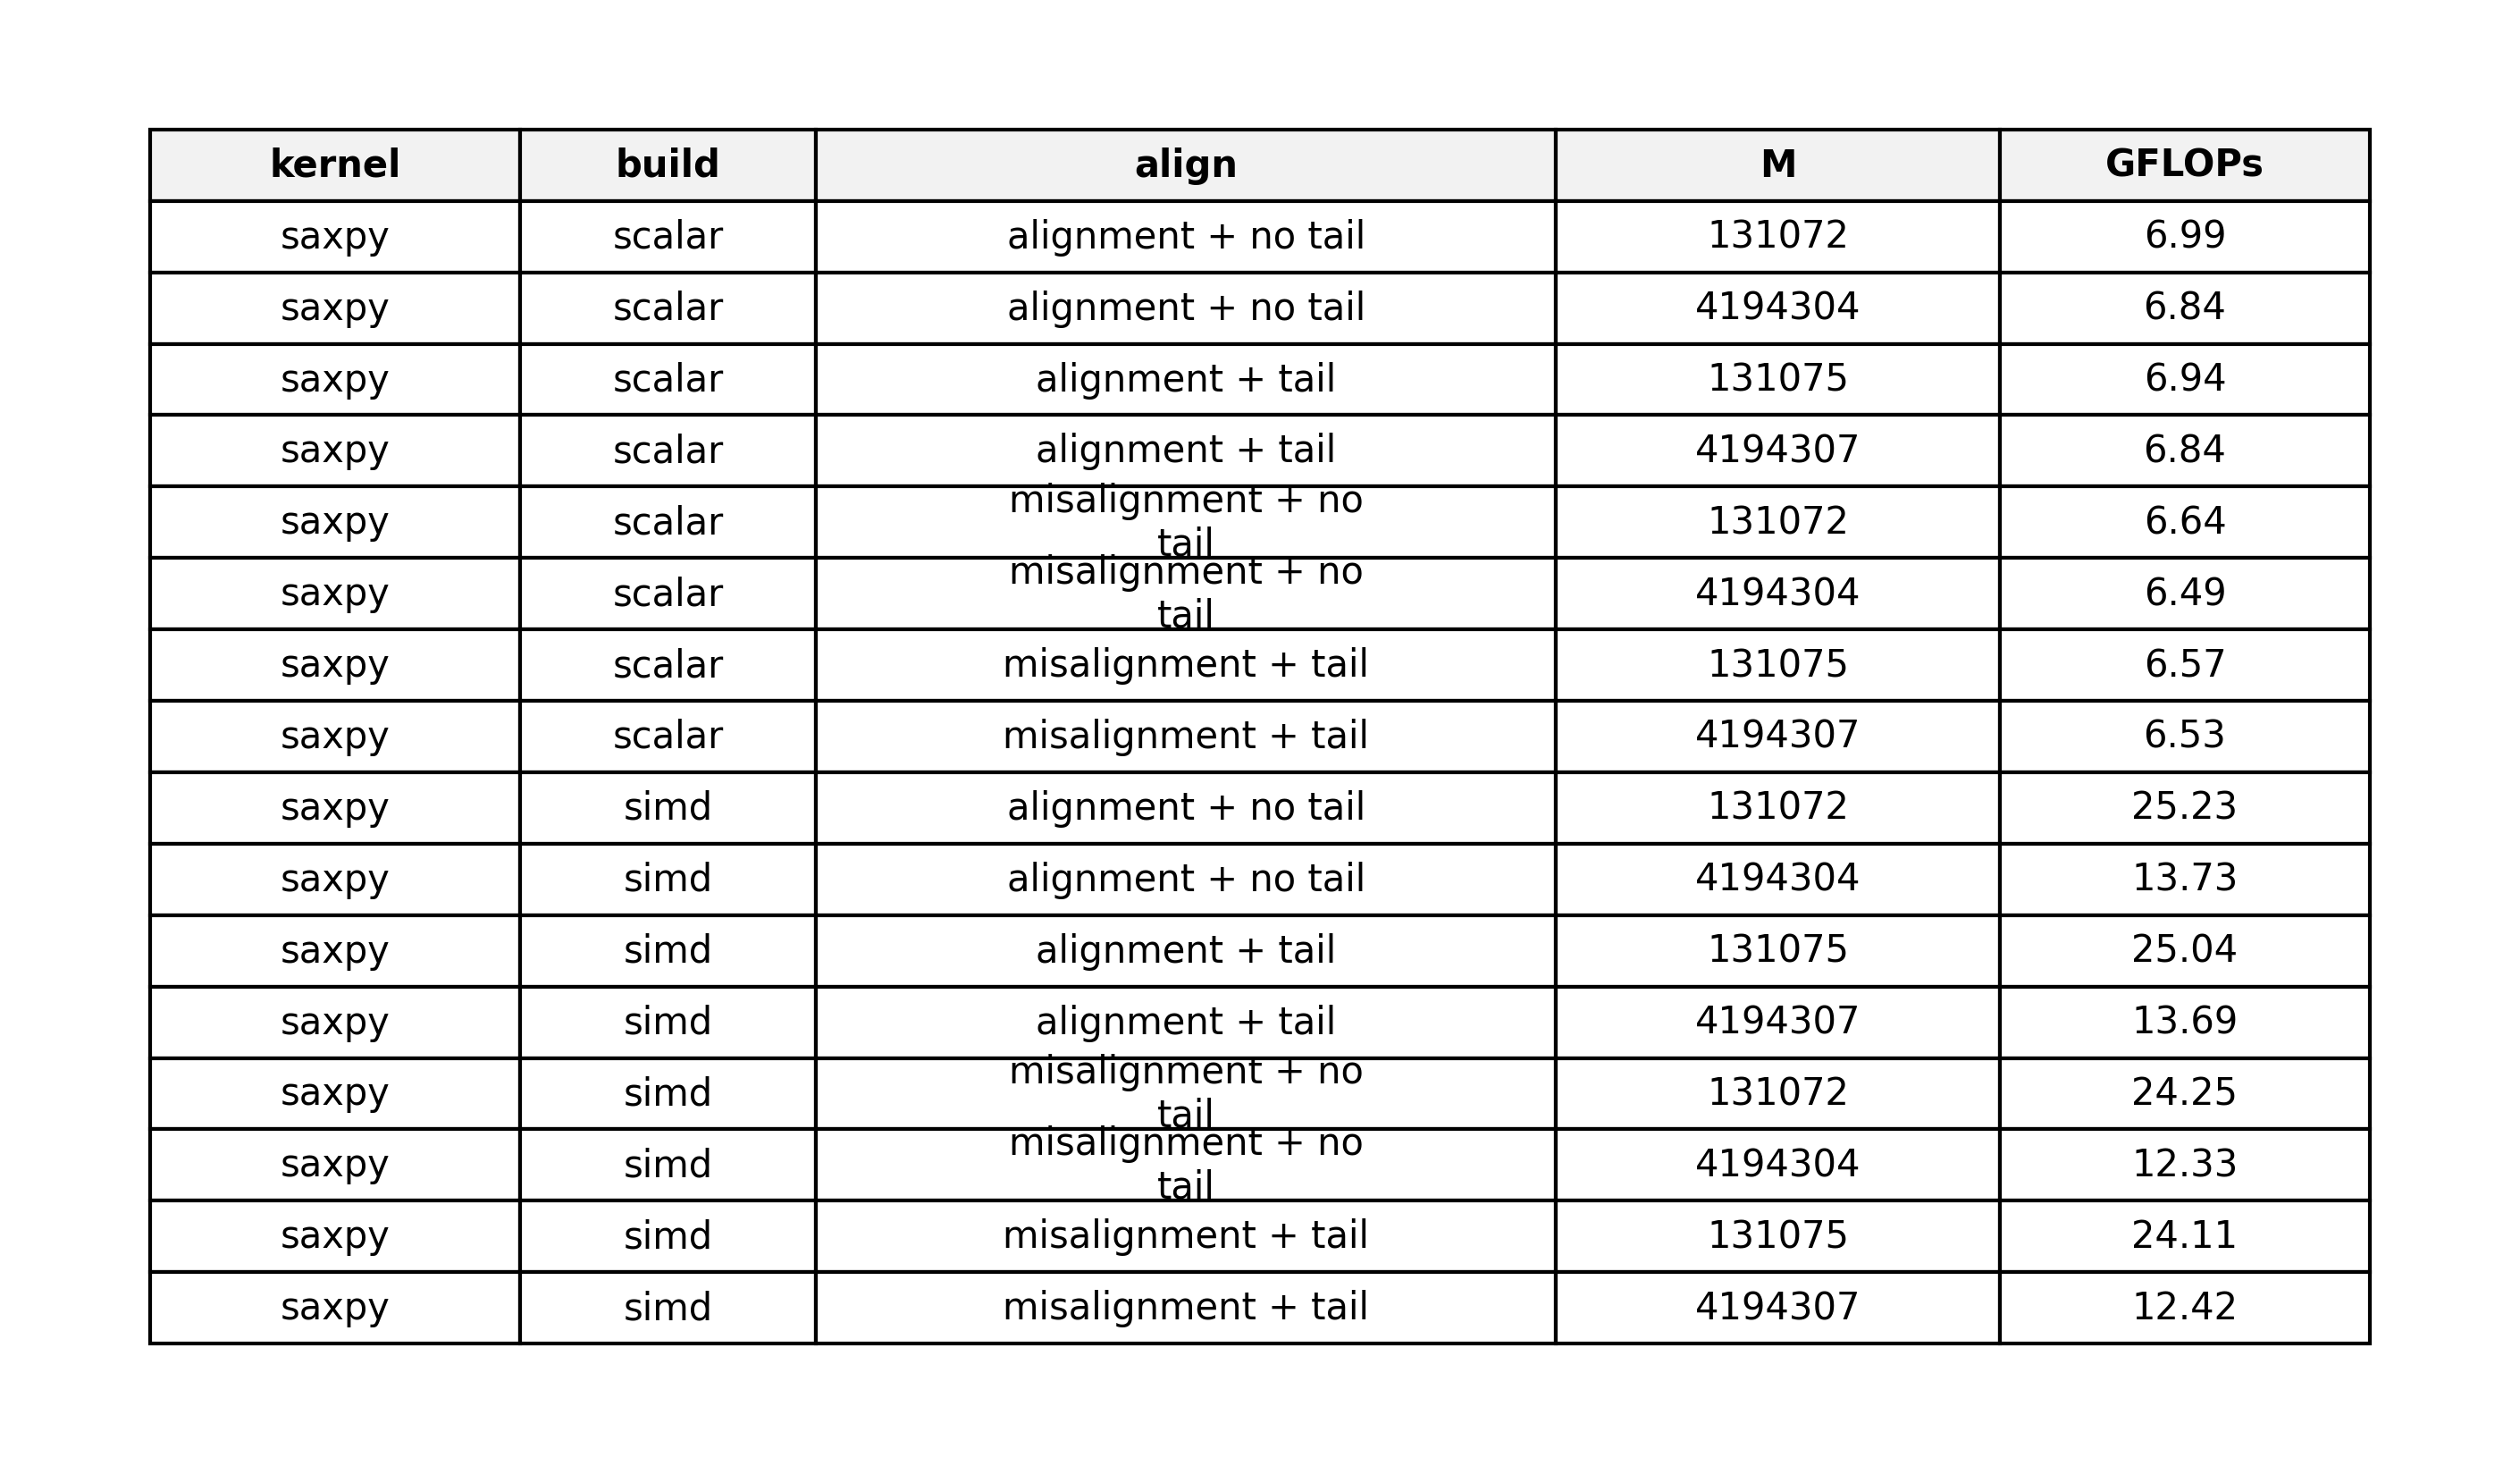 kernel build align M GFLOPs
saxpy scalar alignment + no tail 131072 6.99
saxpy scalar alignment + no tail 4194304 6.84
saxpy scalar alignment + tail 131075 6.94
saxpy scalar alignment + tail 4194307 6.84
saxpy scalar misalignment + no tail 131072 6.64
saxpy scalar misalignment + no tail 4194304 6.49
saxpy scalar misalignment + tail 131075 6.57
saxpy scalar misalignment + tail 4194307 6.53
saxpy simd alignment + no tail 131072 25.23
saxpy simd alignment + no tail 4194304 13.73
saxpy simd alignment + tail 131075 25.04
saxpy simd alignment + tail 4194307 13.69
saxpy simd misalignment + no tail 131072 24.25
saxpy simd misalignment + no tail 4194304 12.33
saxpy simd misalignment + tail 131075 24.11
saxpy simd misalignment + tail 4194307 12.42